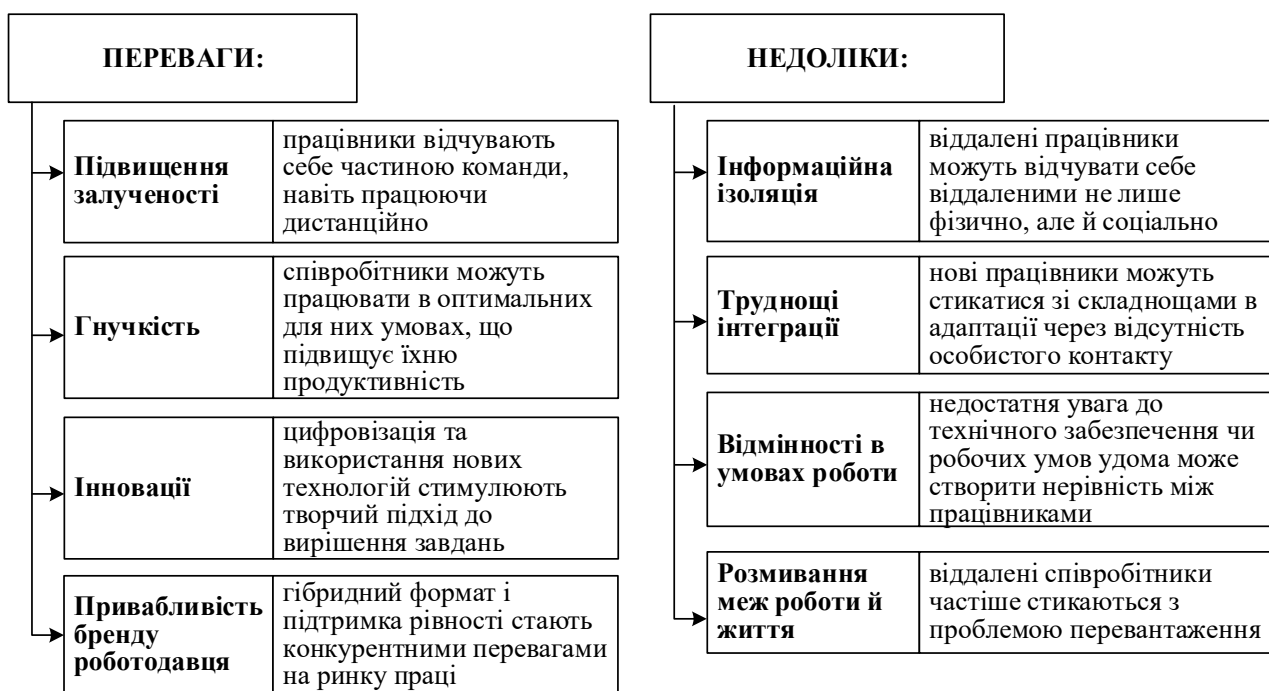 ПЕРЕВАГИ:
Підвищення
залученості
працівники відчувають
себе частиною команди,
навіть працюючи
дистанційно
Гнучкість
співробітники можуть
працювати в оптимальних
для них умовах, що
підвищує їхню
продуктивність
Інновації
цифровізація та
використання нових
технологій стимулюють
творчий підхід до
вирішення завдань
Привабливість
бренду
роботодавця
гібридний формат і
підтримка рівності стають
конкурентними перевагами
на ринку праці
НЕДОЛІКИ:
Інформаційна
ізоляція
віддалені працівники
можуть відчувати себе
віддаленими не лише
фізично, але й соціально
Труднощі
інтеграції
нові працівники можуть
стикатися зі складнощами в
адаптації через відсутність
особистого контакту
Відмінності в
умовах роботи
недостатня увага до
технічного забезпечення чи
робочих умов удома може
створити нерівність між
працівниками
Розмивання
меж роботи й
життя
віддалені співробітники
частіше стикаються з
проблемою перевантаження